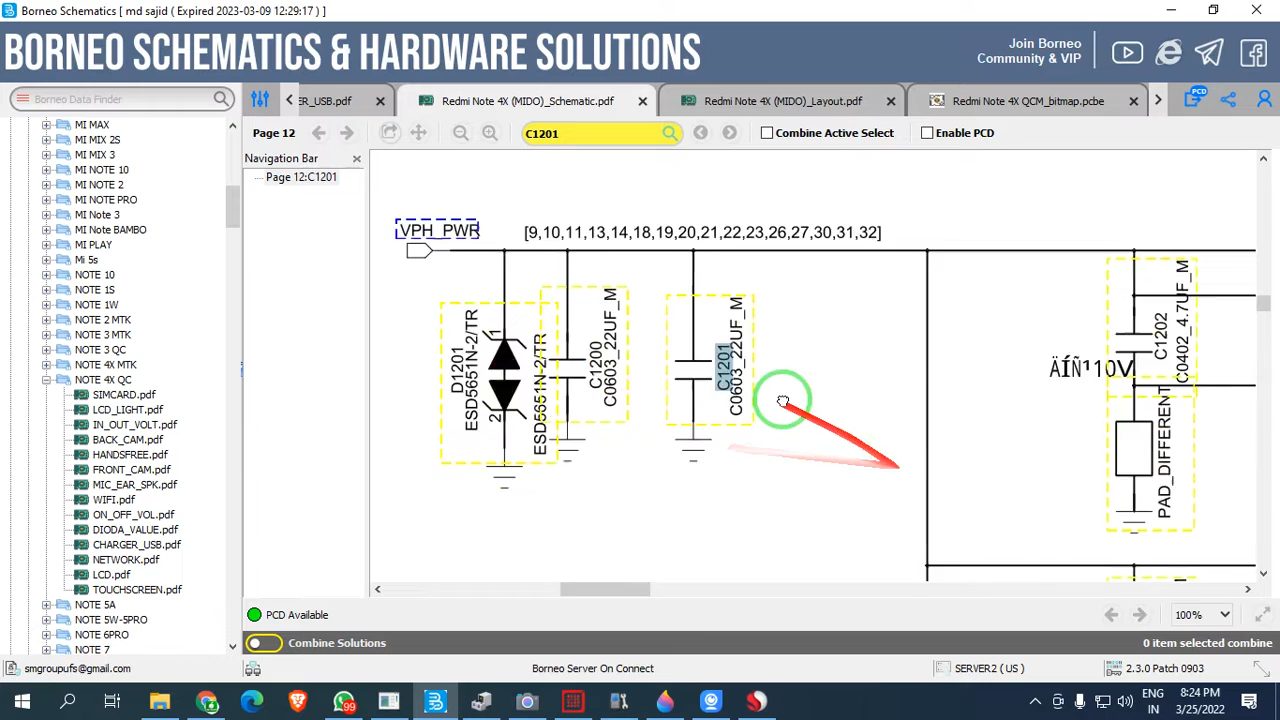 Borneo Schematics [ md sajid ( Expired 2023-03-09 12:29:17 ) ]
BORNEO SCHEMATICS & HARDWARE SOLUTIONS
Join Borneo
Community & VIP
Borneo Data Finder
ER_USB.pdf
Redmi Note 4X (MIDO)_Schematic.pdf
Redmi Note 4X (MIDO)_Layout.pdf
Redmi Note 4X QCM_bitmap.pcbe
PCD
Page 12
C1201
Combine Active Select
Enable PCD
Navigation Bar
Page 12:C1201
MI MAX
MI MIX 2S
MI MIX 3
MI NOTE 10
MI NOTE 2
MI NOTE PRO
MI Note 3
MI Note BAMBO
MI PLAY
Mi 5s
NOTE 10
NOTE 1S
NOTE 1W
NOTE 2 MTK
NOTE 3 MTK
NOTE 3 QC
NOTE 4X MTK
NOTE 4X QC
SIMCARD.pdf
LCD_LIGHT.pdf
IN_OUT_VOLT.pdf
BACK_CAM.pdf
HANDSFREE.pdf
FRONT_CAM.pdf
MIC_EAR_SPK.pdf
WIFI.pdf
ON_OFF_VOL.pdf
DIODA_VALUE.pdf
CHARGER_USB.pdf
NETWORK.pdf
LCD.pdf
TOUCHSCREEN.pdf
NOTE 5A
NOTE 5W-5PRO
NOTE 6PRO
NOTE 7
VPH_PWR
[9,10,11,13,14,18,19,20,21,22,23,26,27,30,31,32]
D1201
ESD5651N-2/TR
1
2
ESD5651N-2/TR
C1200
C0603_22UF_M
C1201
C0603_22UF_M
C1202
C0402_4.7UF_M
ÄÍÑ¹10V
PAD_DIFFERENT
PCD Available
100%
Combine Solutions
0 item selected combine
smgroupufs@gmail.com
Borneo Server On Connect
SERVER2 ( US )
2.3.0 Patch 0903
99
ENG
IN
8:24 PM
3/25/2022